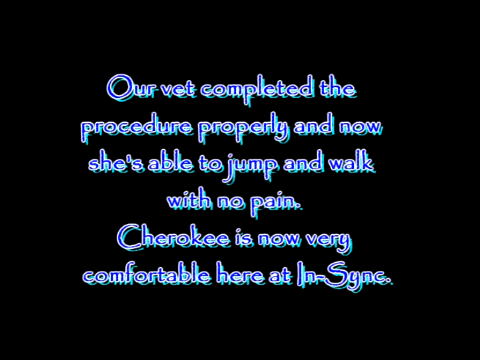 Our vet completed the
procedure properly and now
she's able to jump and walk
with no pain.
Cherokee is now very
comfortable here at In-Sync.